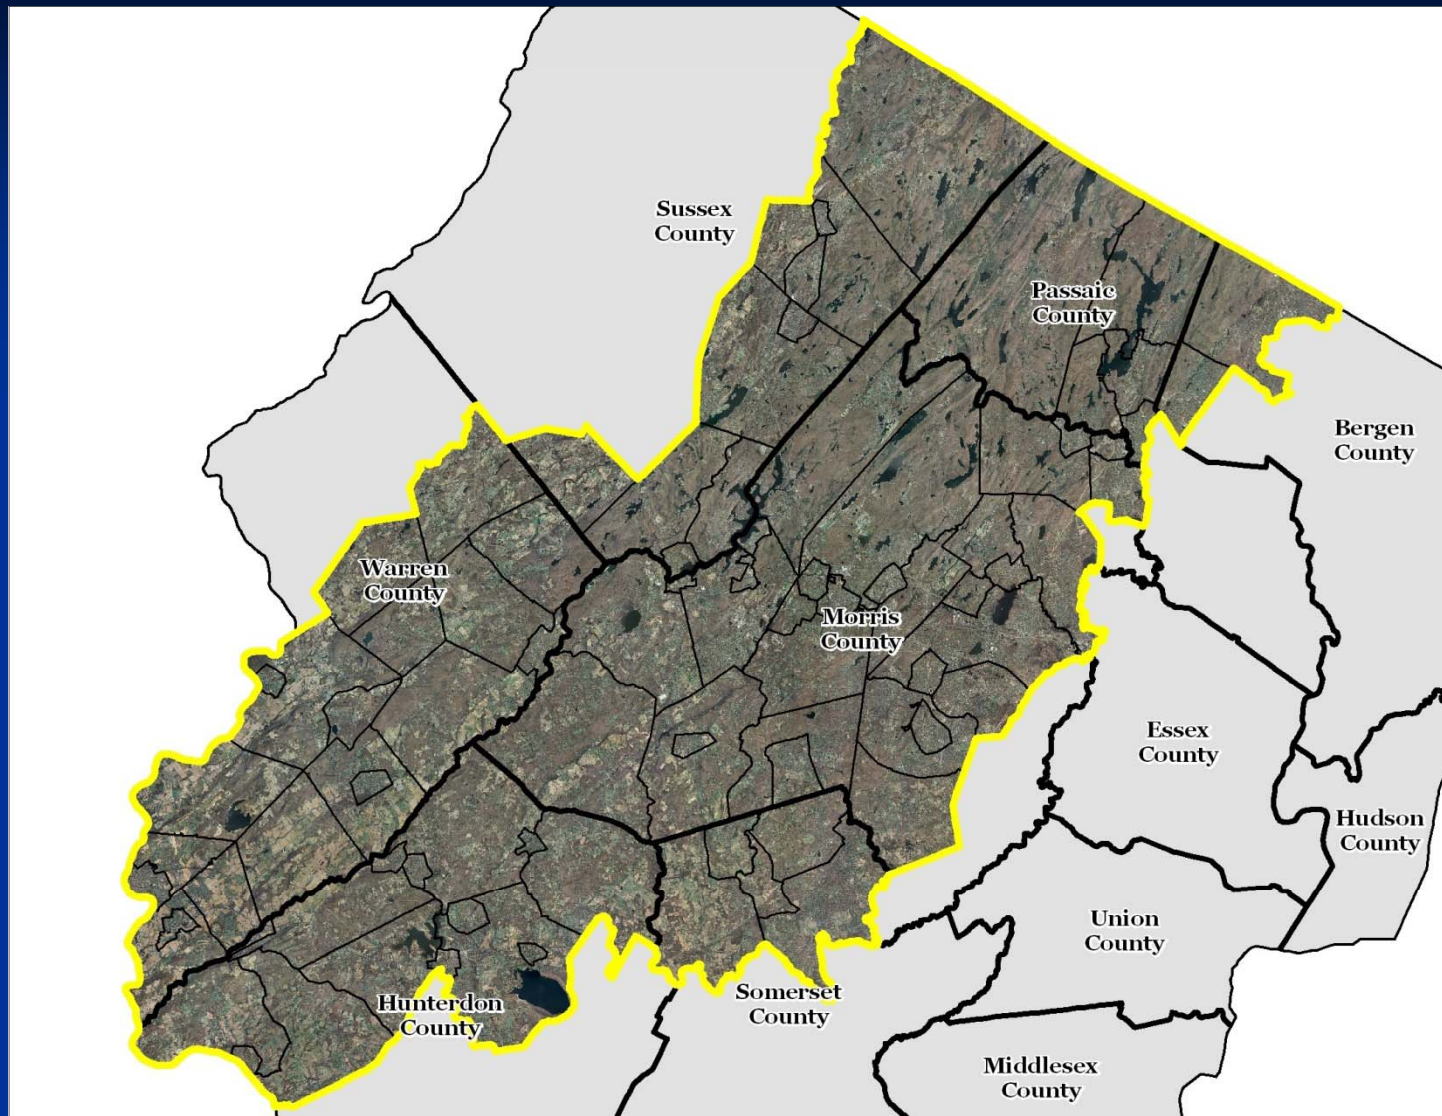 Sussex
County
Passaic
County
Bergen
County
Warren
County
Morris
County
Essex
County
Hudson
County
Union
County
Hunterdon
County
Somerset
County
Middlesex
County